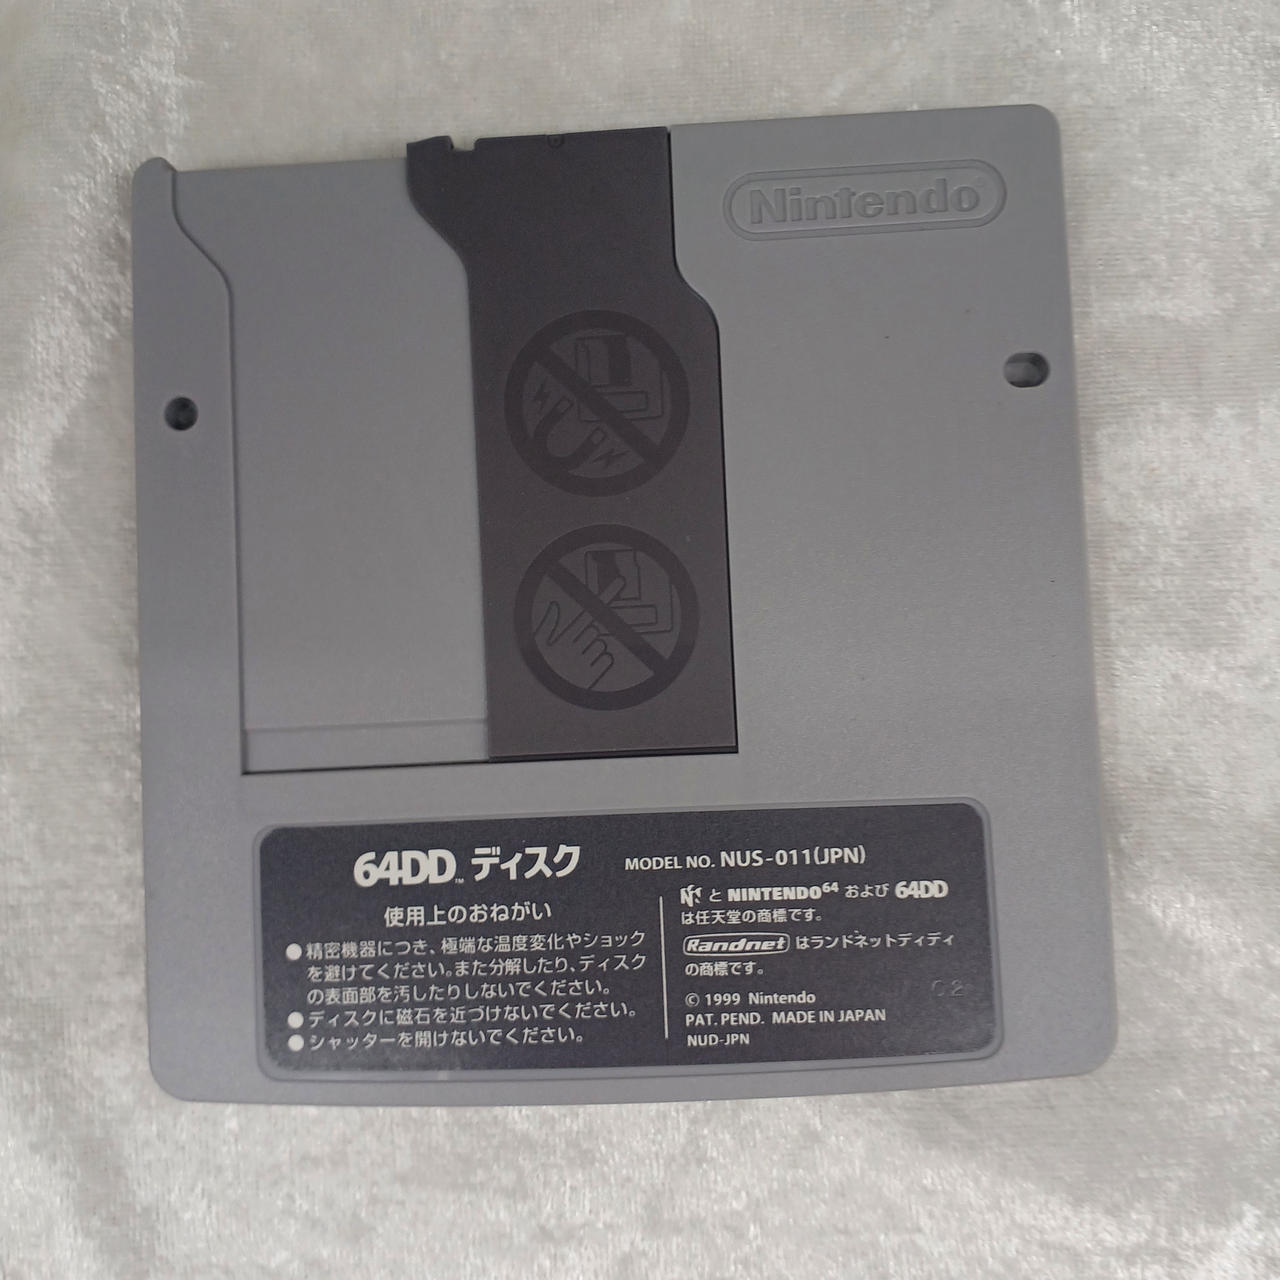 Nintendo
64DD™ ディスク
MODEL NO. NUS-011(JPN)
使用上のおねがい
●精密機器につき、極端な温度変化やショック
を避けてください。また分解したり、ディスク
の表面部を汚したりしないでください。
●ディスクに磁石を近づけないでください。
●シャッターを開けないでください。
と NINTENDO64 および 64DD
は任天堂の商標です。
Randnet はランドネットディディ
の商標です。
© 1999 Nintendo
PAT. PEND. MADE IN JAPAN
NUD-JPN
02